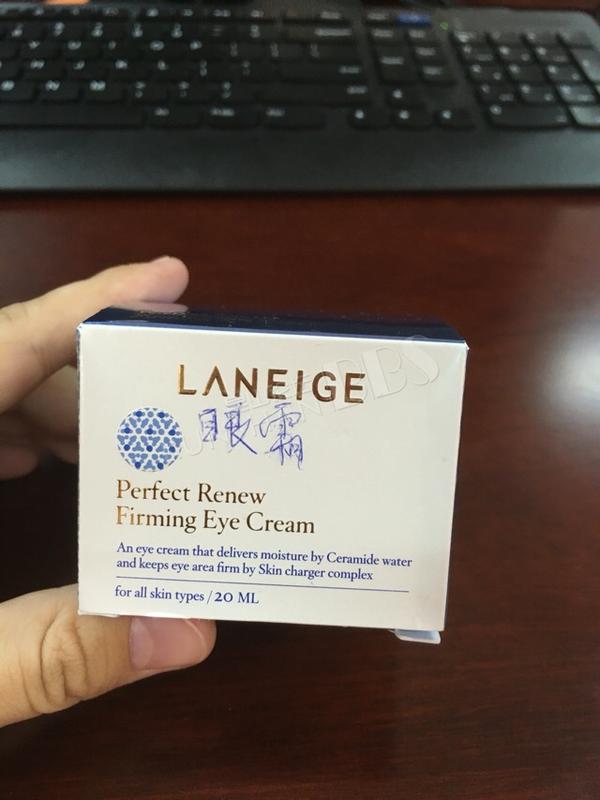 LANEIGE
眼霜
Perfect Renew
Firming Eye Cream
An eye cream that delivers moisture by Ceramide water
and keeps eye area firm by Skin charger complex
for all skin types / 20 ML